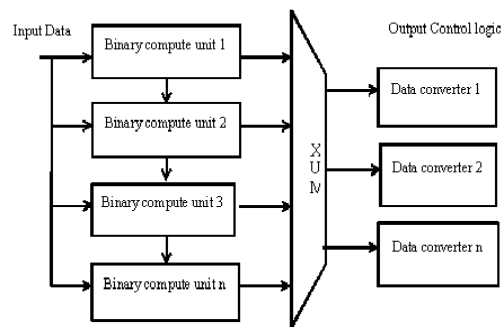 Input Data
Output Control logic
Binary compute unit 1
Binary compute unit 2
Binary compute unit 3
Binary compute unit n
X
U
M
Data converter 1
Data converter 2
Data converter n